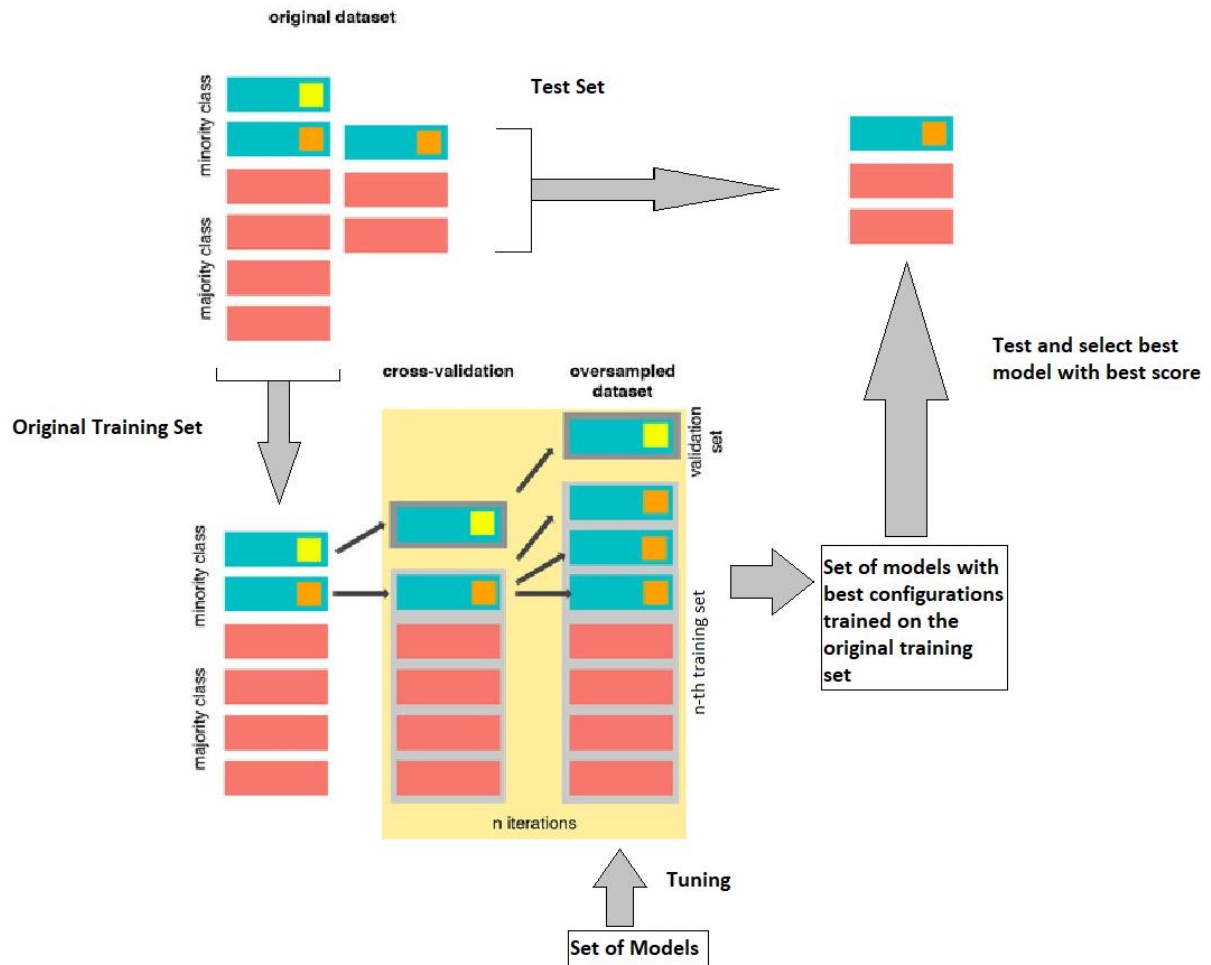 original dataset
minority class
majority class
Test Set
Original Training Set
Test and select best
model with best score
cross-validation
oversampled
dataset
validation
set
minority class
majority class
n-th training set
n iterations
Set of models with
best configurations
trained on the
original training
set
Tuning
Set of Models